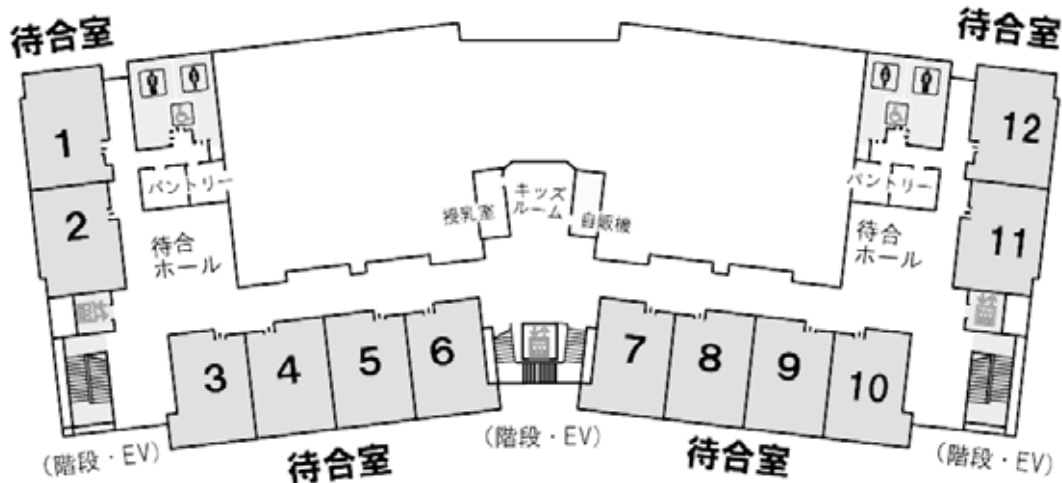 待合室
待合室
1
12
パントリー
パントリー
2
11
授乳室
キッズ
ルーム
自販機
待合
ホール
待合
ホール
3
4
5
6
7
8
9
10
(階段・EV)
待合室
(階段・EV)
待合室
(階段・EV)